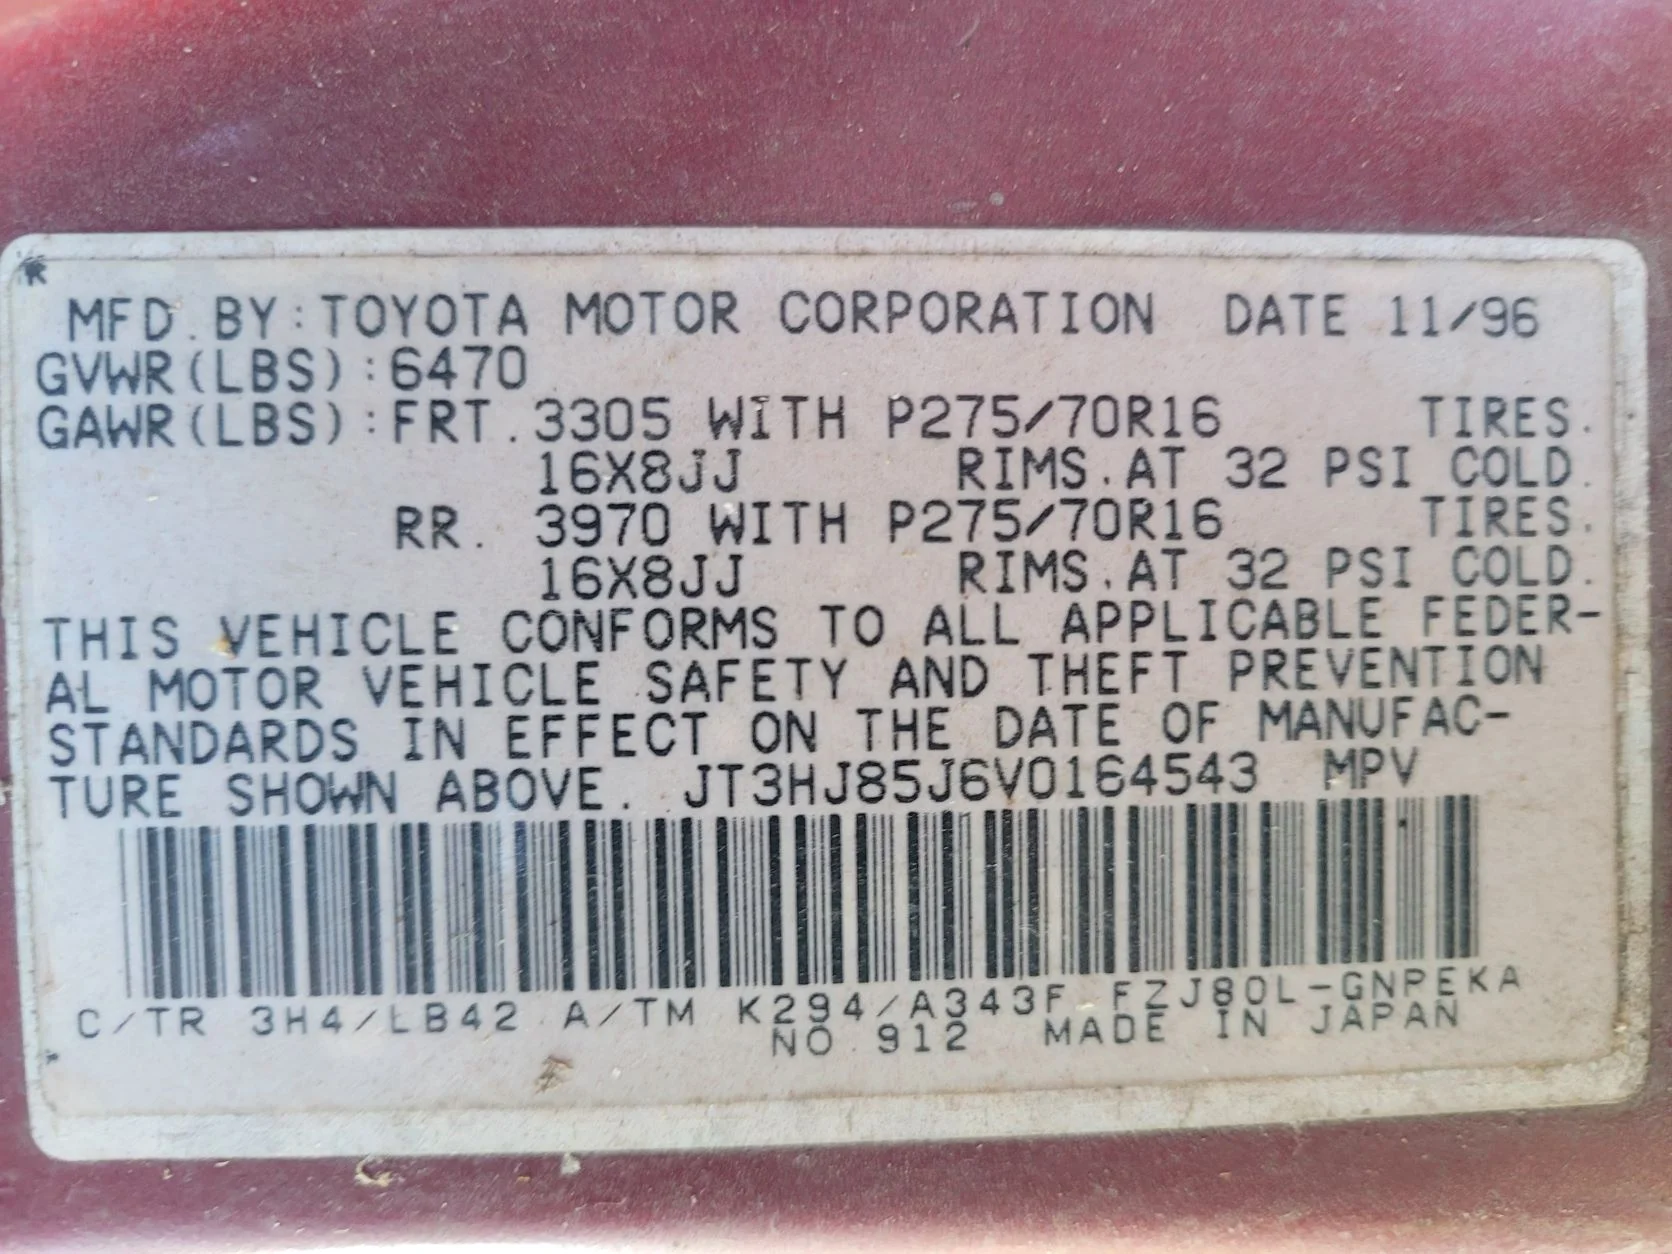 MFD. BY:TOYOTA MOTOR CORPORATION DATE 11/96
GVWR(LBS):6470
GAWR(LBS):FRT. 3305 WITH P275/70R16 TIRES.
16X8JJ RIMS.AT 32 PSI COLD.
RR. 3970 WITH P275/70R16 TIRES.
16X8JJ RIMS.AT 32 PSI COLD.
THIS VEHICLE CONFORMS TO ALL APPLICABLE FEDER-
AL MOTOR VEHICLE SAFETY AND THEFT PREVENTION
STANDARDS IN EFFECT ON THE DATE OF MANUFAC-
TURE SHOWN ABOVE. JT3HJ85J6V0164543 MPV
C/TR 3H4/LB42 A/TM K294/A343F FZJ80L-GNPEKA
NO.912 MADE IN JAPAN